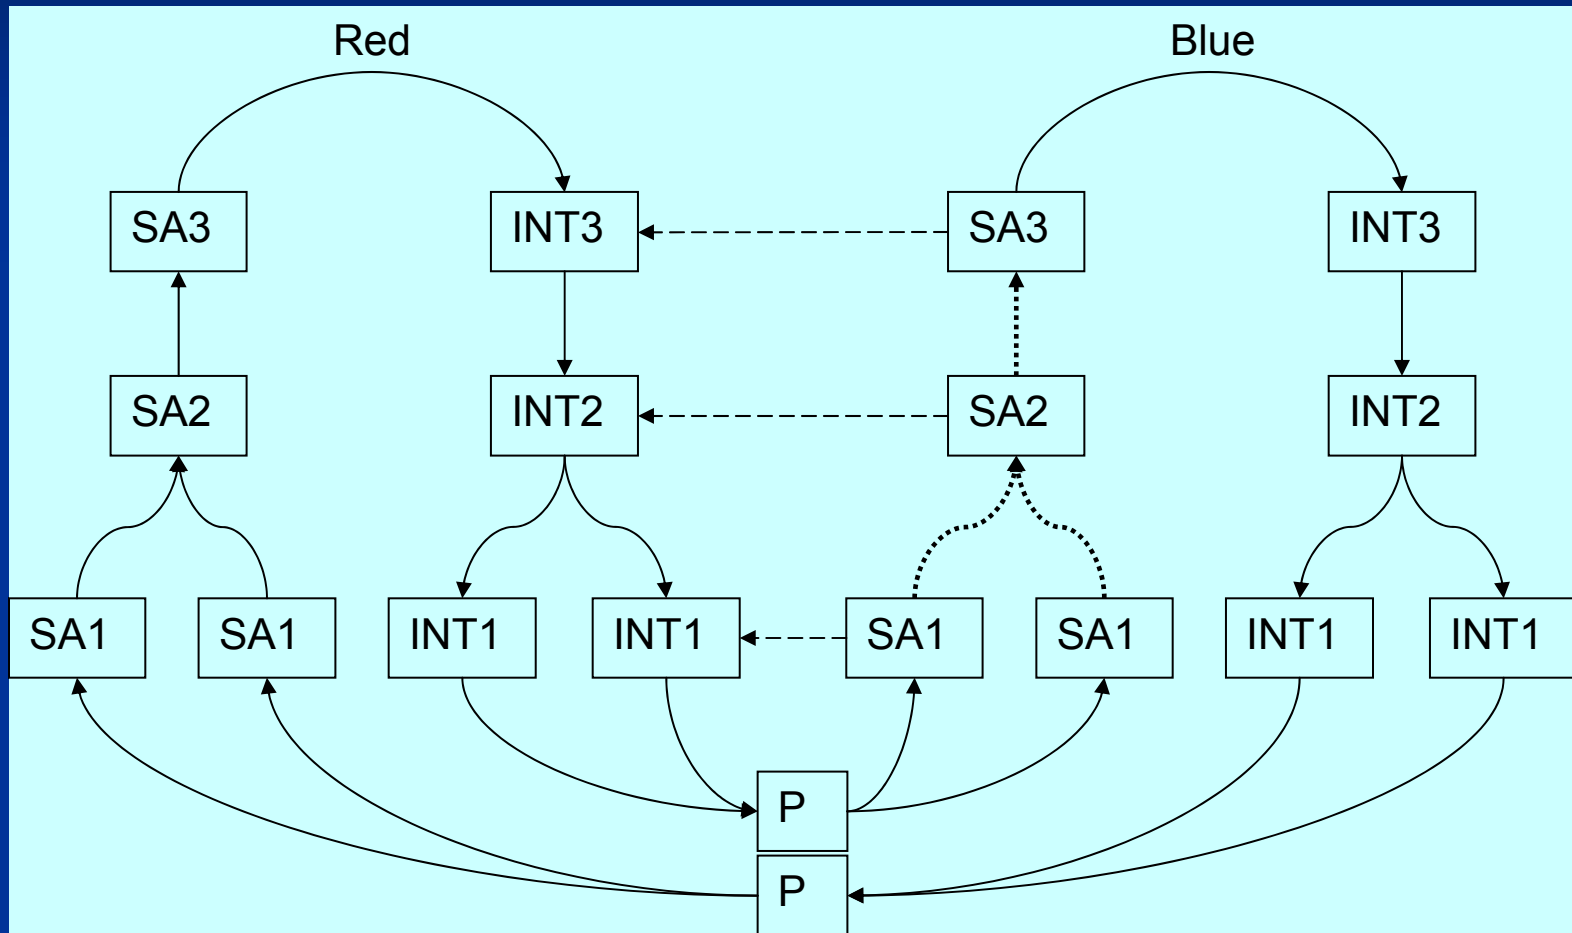 Red
Blue
SA3
INT3
SA3
INT3
SA2
INT2
SA2
INT2
SA1
SA1
INT1
INT1
SA1
SA1
INT1
INT1
P
P